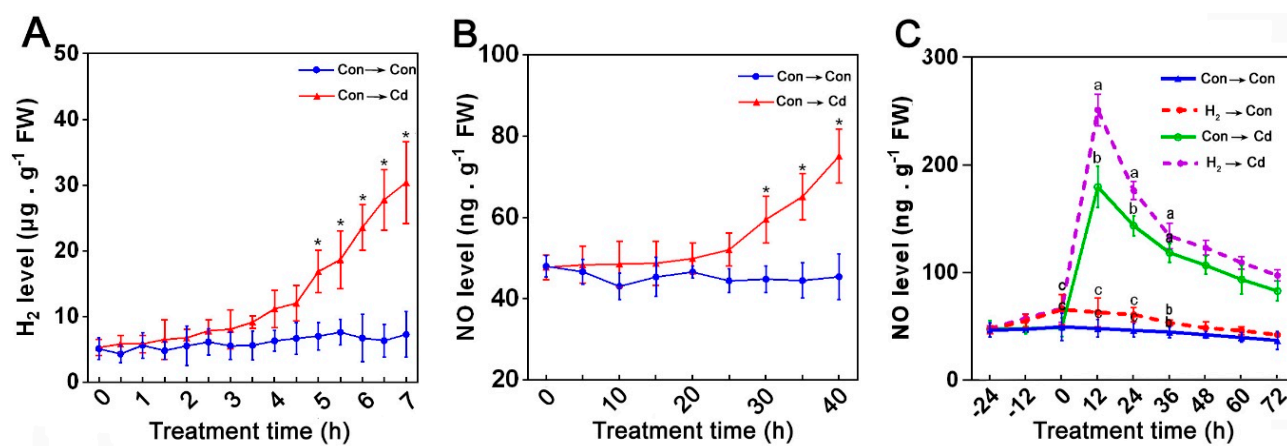 A
H₂ level (μg . g⁻¹ FW)
50
40
30
20
10
0
Con→Con
Con→Cd
* * * * *
0 1 2 3 4 5 6 7
Treatment time (h)
B
NO level (ng . g⁻¹ FW)
100
80
60
40
20
Con→Con
Con→Cd
* * *
0 10 20 30 40
Treatment time (h)
C
NO level (ng . g⁻¹ FW)
300
200
100
0
Con→Con
H₂→Con
Con→Cd
H₂→Cd
a
b
a
b
a
a
c c c b
c c c b
-24 -12 0 12 24 36 48 60 72
Treatment time (h)